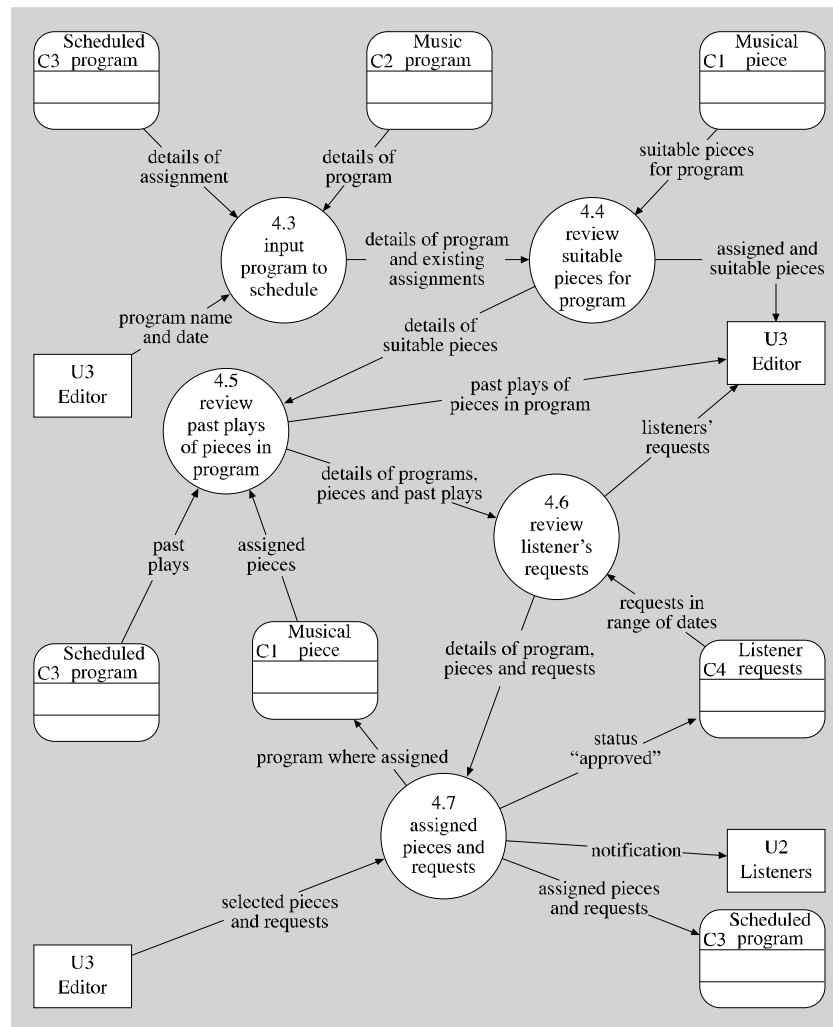 Scheduled
C3 program
Music
C2 program
Musical
C1 piece
details of
assignment
details of
program
suitable pieces
for program
4.3
input
program to
schedule
details of program
and existing
assignments
4.4
review
suitable
pieces for
program
assigned and
suitable pieces
program name
and date
details of
suitable pieces
U3
Editor
U3
Editor
4.5
review
past plays
of pieces in
program
past plays of
pieces in program
listeners’
requests
details of programs,
pieces and past plays
4.6
review
listener’s
requests
past
plays
assigned
pieces
requests in
range of dates
Scheduled
C3 program
Musical
C1 piece
details of program,
pieces and requests
Listener
C4 requests
status
“approved”
program where assigned
4.7
assigned
pieces and
requests
notification
U2
Listeners
selected pieces
and requests
assigned pieces
and requests
Scheduled
C3 program
U3
Editor